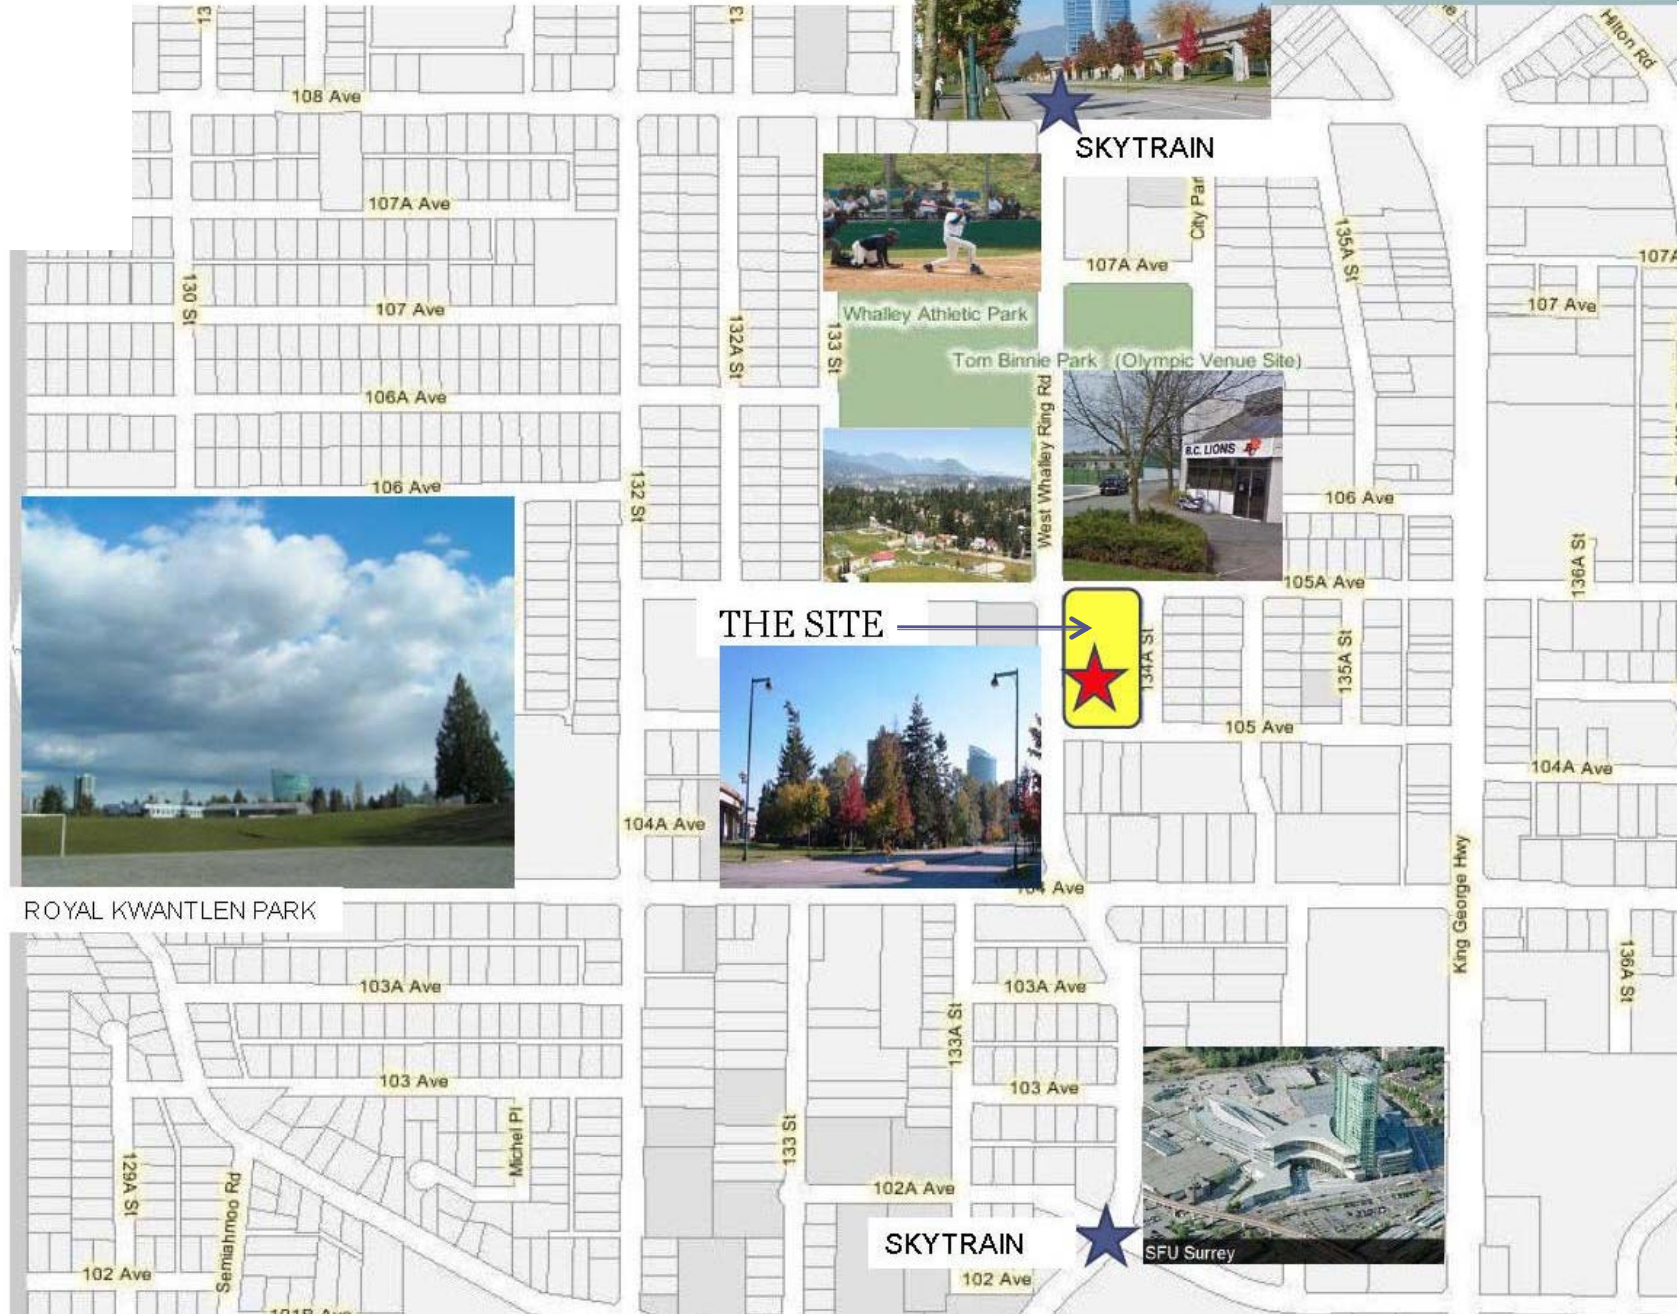 Hilton Rd
108 Ave
SKYTRAIN
107A Ave
City Par
135A St
107A Ave
107A
130 St
107 Ave
107 Ave
Whalley Athletic Park
132A St
133 St
Tom Binnie Park (Olympic Venue Site)
106A Ave
West Whalley Ring Rd
B.C. LIONS
106 Ave
132 St
106 Ave
136A St
105A Ave
THE SITE
134A St
135A St
105 Ave
104A Ave
104A Ave
King George Hwy
104 Ave
ROYAL KWANTLEN PARK
103A Ave
103A Ave
136A St
133A St
103 Ave
103 Ave
Michel Pl
133 St
129A St
Semiahmoo Rd
102A Ave
SKYTRAIN
SFU Surrey
102 Ave
102 Ave